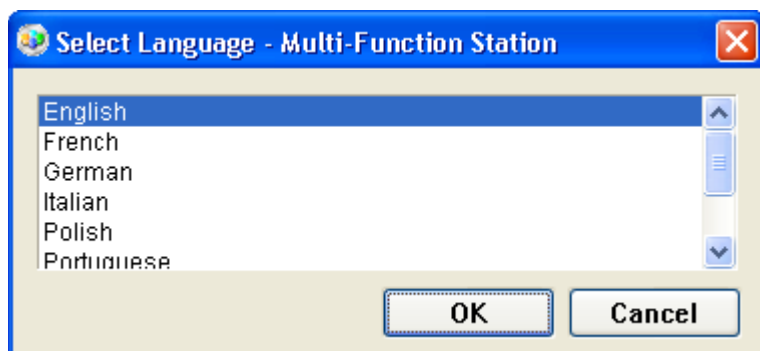 Select Language - Multi-Function Station
English
French
German
Italian
Polish
Portuguese
OK Cancel